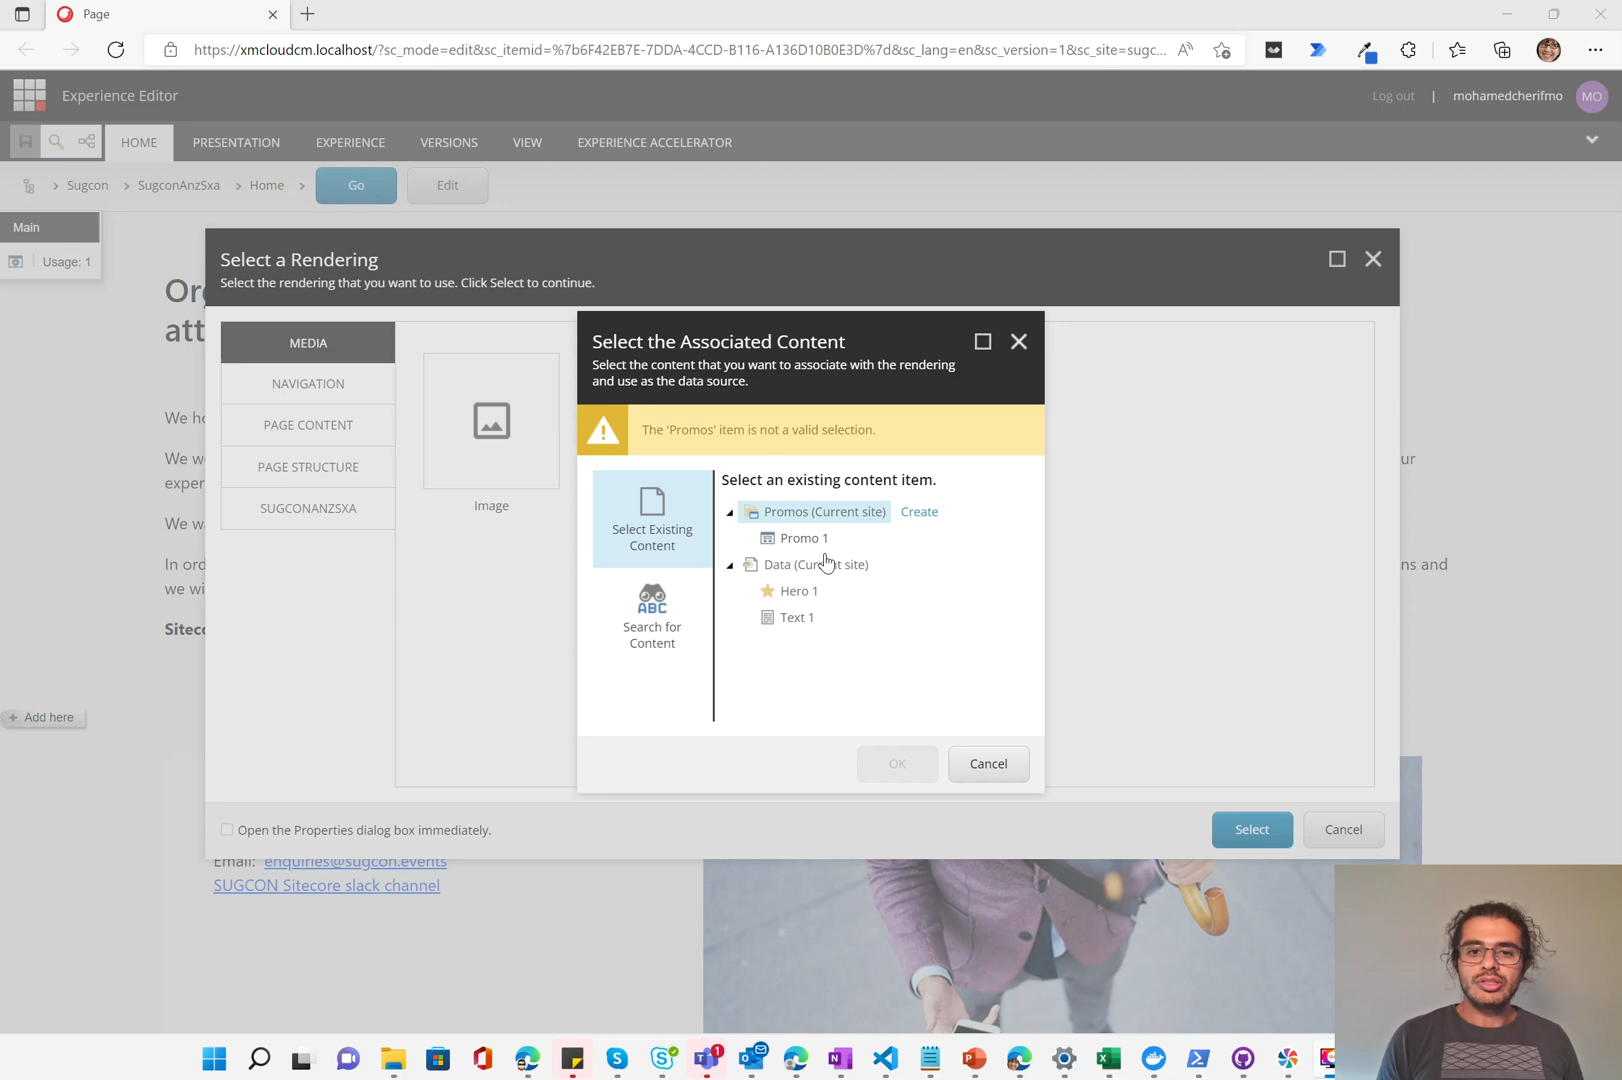 Page
https://xmcloudcm.localhost/?sc_mode=edit&sc_itemid=%7b6F42EB7E-7DDA-4CCD-B116-A136D10B0E3D%7d&sc_lang=en&sc_version=1&sc_site=sugc...
Experience Editor
Log out | mohamedcherifmo MO
HOME PRESENTATION EXPERIENCE VERSIONS VIEW EXPERIENCE ACCELERATOR
Sugcon SugconAnzSxa Home Go Edit
Main
Usage: 1
Select a Rendering
Select the rendering that you want to use. Click Select to continue.
MEDIA
NAVIGATION
PAGE CONTENT
PAGE STRUCTURE
SUGCONANZSXA
Image
Select the Associated Content
Select the content that you want to associate with the rendering
and use as the data source.
The 'Promos' item is not a valid selection.
Select Existing
Content
ABC
Search for
Content
Select an existing content item.
Promos (Current site) Create
Promo 1
Data (Current site)
Hero 1
Text 1
OK Cancel
We
We
In
+ Add here
Open the Properties dialog box immediately.
Select Cancel
Email: enquiries@sugcon.events
SUGCON Sitecore slack channel
1